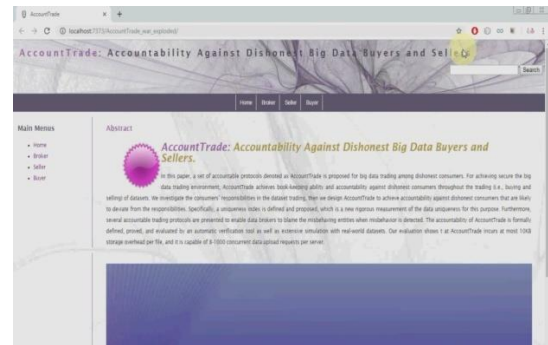 AccountTrade
localhost:7373/AccountTrade_war_exploded/
AccountTrade: Accountability Against Dishonest Big Data Buyers and Sellers
Search
Home Broker Seller Buyer
Main Menus
Home
Broker
Seller
Buyer
Abstract
AccountTrade: Accountability Against Dishonest Big Data Buyers and
Sellers.
In this paper, a set of accountable protocols denoted as AccountTrade is proposed for big data trading among dishonest consumers. For achieving secure the big
data trading environment, AccountTrade achieves book-keeping ability and accountability against dishonest consumers throughout the trading (i.e., buying and
selling) of datasets. We investigate the consumers' responsibilities in the dataset trading, then we design AccountTrade to achieve accountability against dishonest consumers that are likely
to deviate from the responsibilities. Specifically, a uniqueness index is defined and proposed, which is a new rigorous measurement of the data uniqueness for this purpose. Furthermore,
several accountable trading protocols are presented to enable data brokers to blame the misbehaving entities when misbehavior is detected. The accountability of AccountTrade is formally
defined, proved, and evaluated by an automatic verification tool as well as extensive simulation with real-world datasets. Our evaluation shows t at AccountTrade incurs at most 10KB
storage overhead per file, and it is capable of 8-1000 concurrent data upload requests per server.